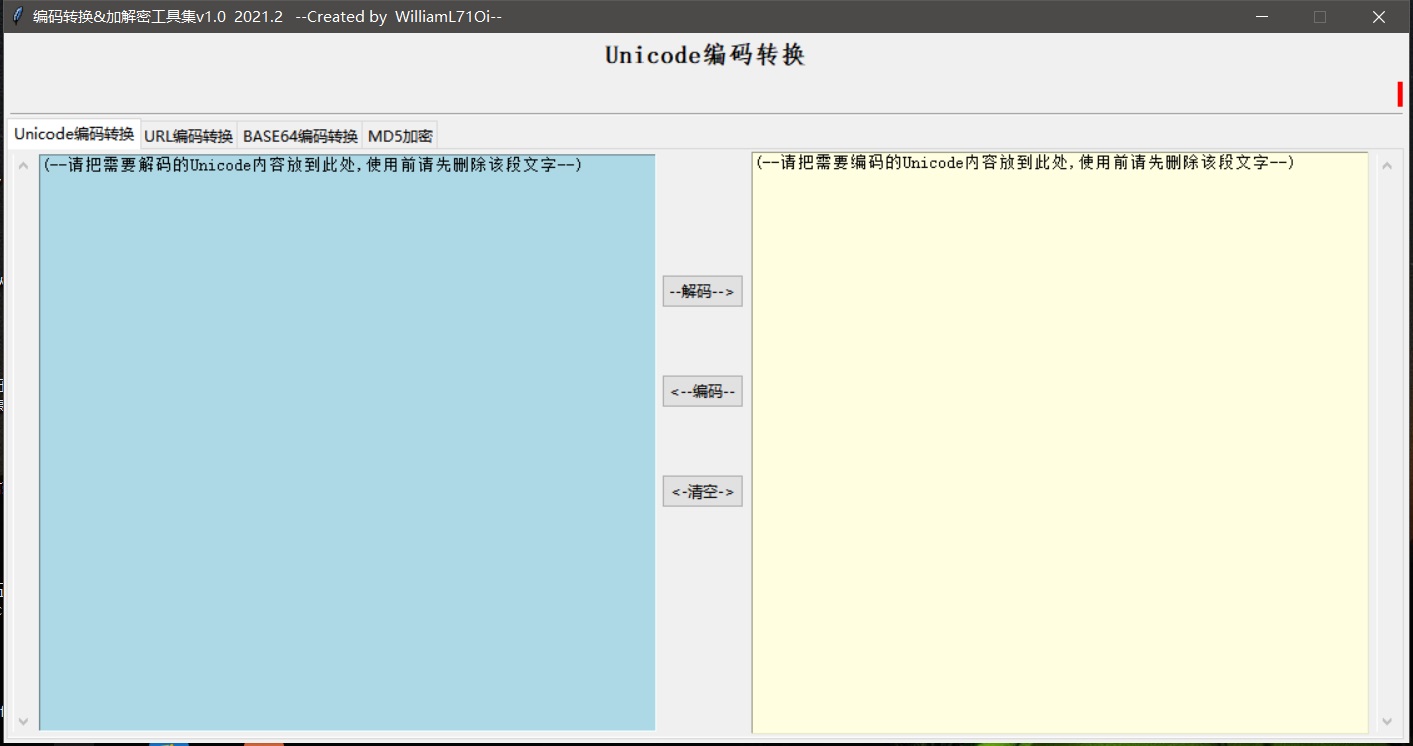 编码转换&加解密工具集v1.0  2021.2   --Created by  WilliamL71Oi--
Unicode编码转换
Unicode编码转换 URL编码转换 BASE64编码转换 MD5加密
(--请把需要解码的Unicode内容放到此处,使用前请先删除该段文字--)
(--请把需要编码的Unicode内容放到此处,使用前请先删除该段文字--)
--解码-->
<--编码--
<-清空->